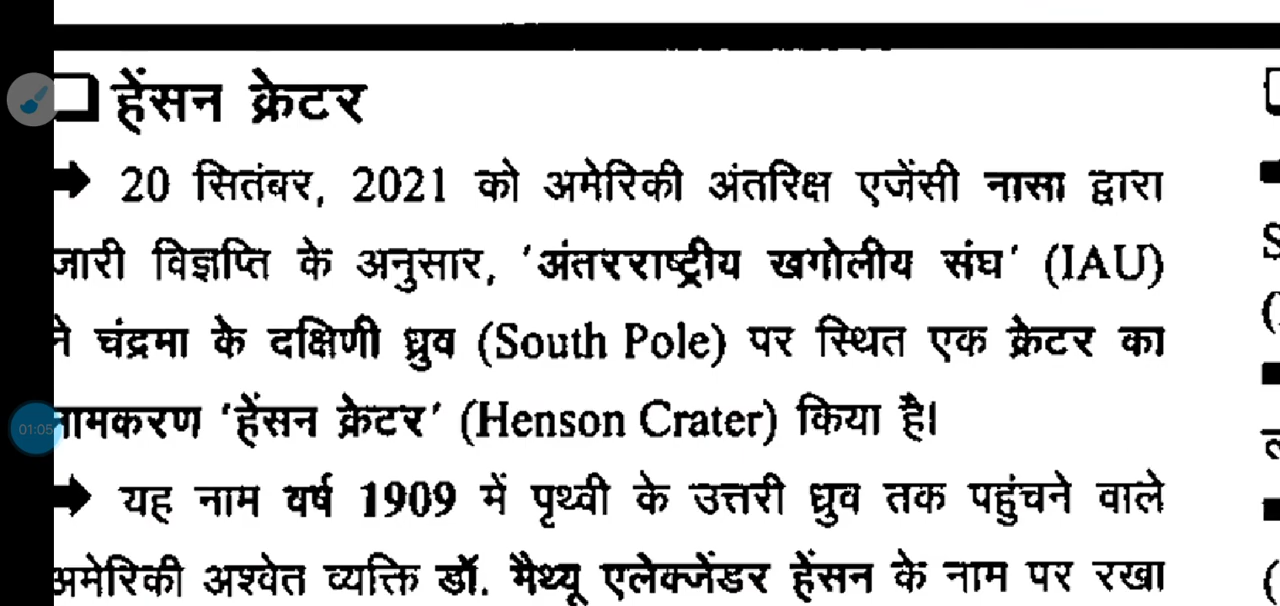 ❑ हेंसन क्रेटर
➡ 20 सितंबर, 2021 को अमेरिकी अंतरिक्ष एजेंसी नासा द्वारा
जारी विज्ञप्ति के अनुसार, 'अंतरराष्ट्रीय खगोलीय संघ' (IAU)
ने चंद्रमा के दक्षिणी ध्रुव (South Pole) पर स्थित एक क्रेटर का
नामकरण 'हेंसन क्रेटर' (Henson Crater) किया है।
➡ यह नाम वर्ष 1909 में पृथ्वी के उत्तरी ध्रुव तक पहुंचने वाले
अमेरिकी अश्वेत व्यक्ति डॉ. मैथ्यू एलेक्जेंडर हेंसन के नाम पर रखा
01:05